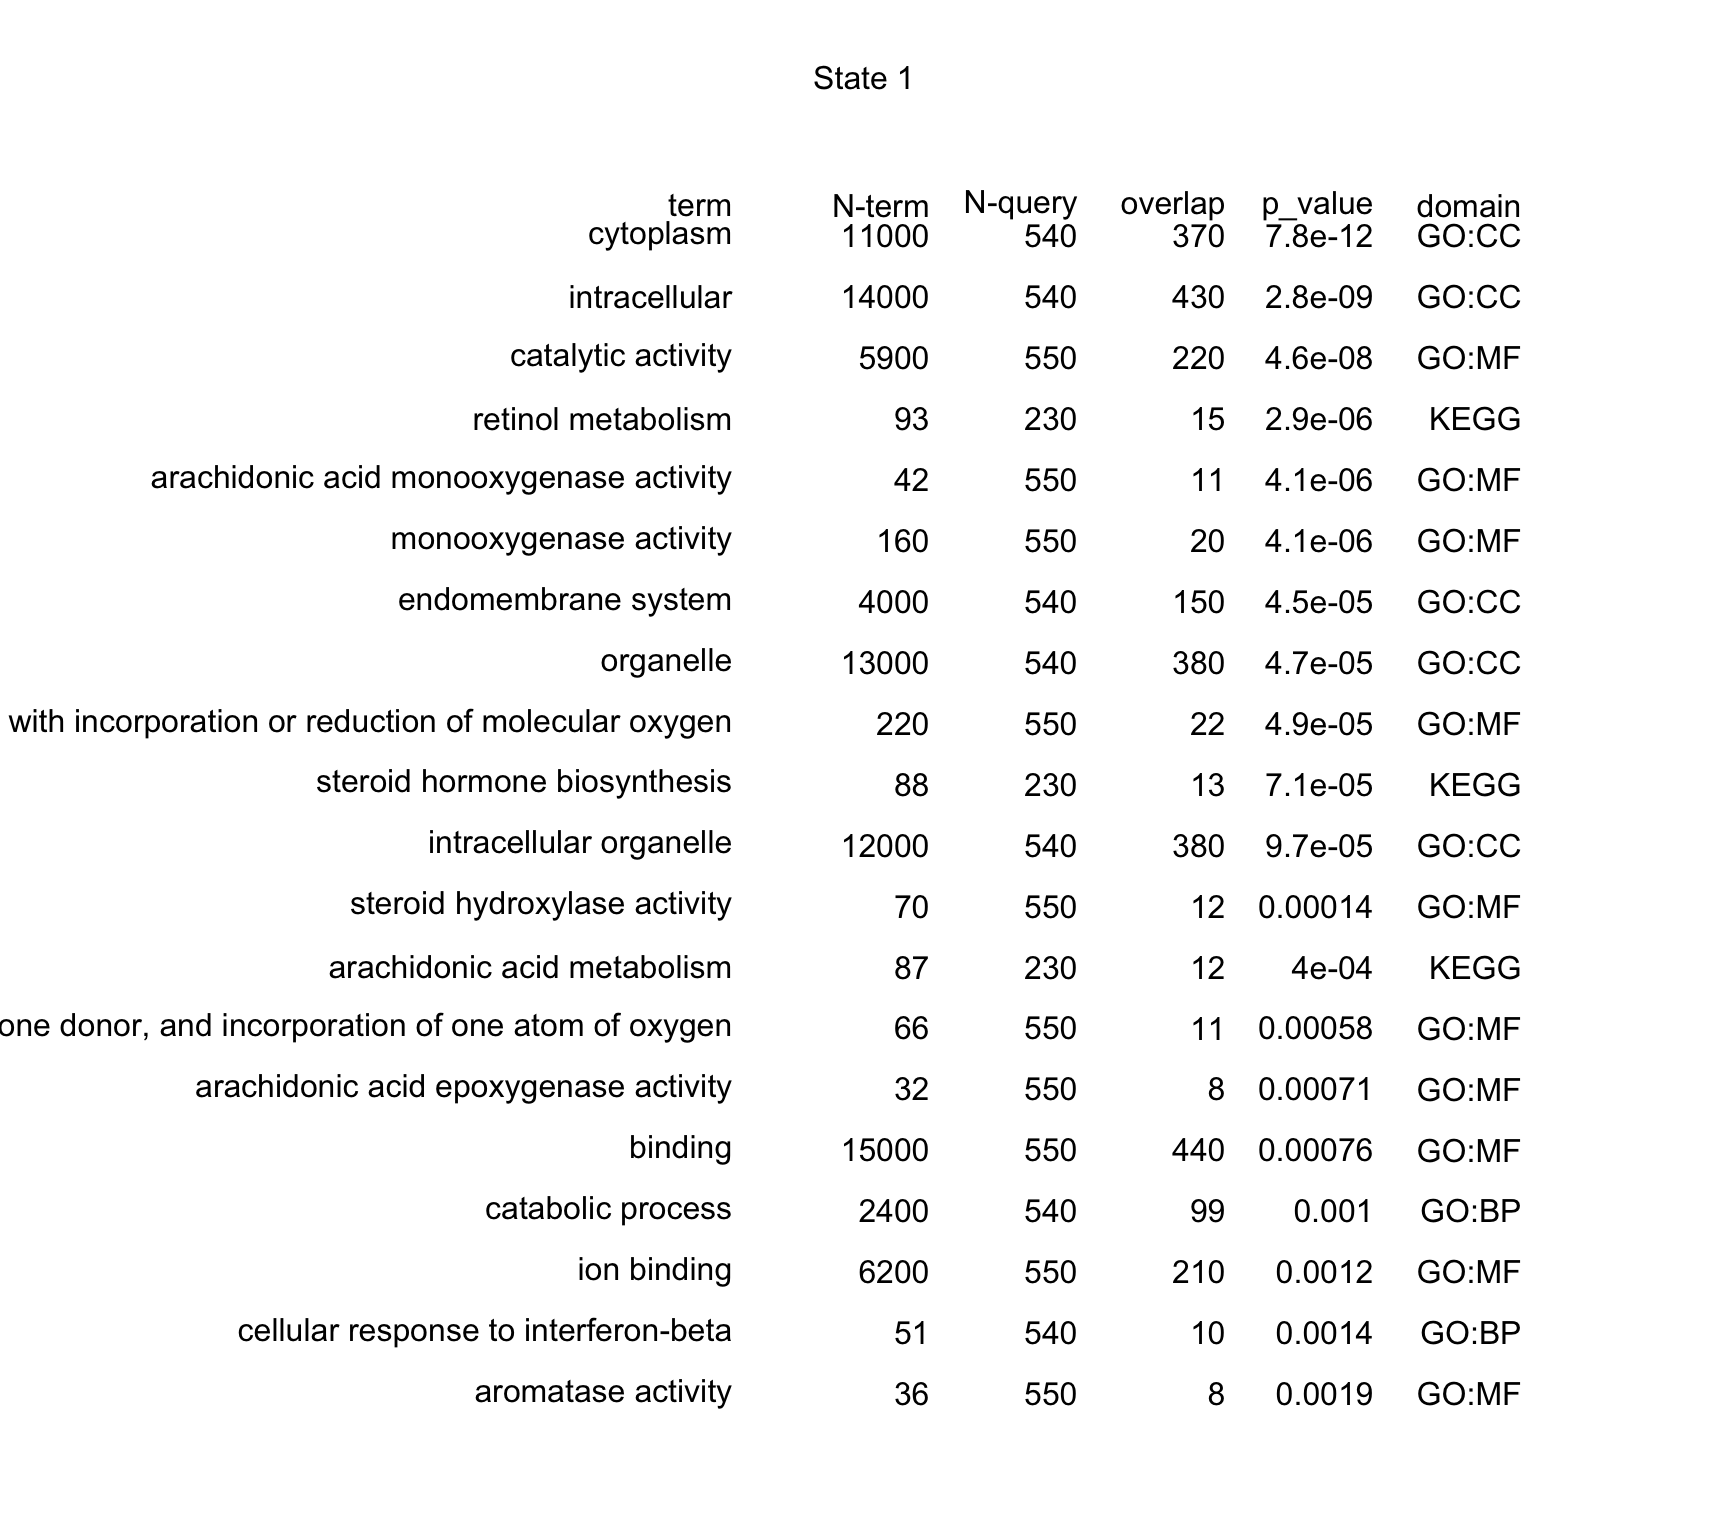 State 1
term N-term N-query overlap p_value domain
cytoplasm 11000 540 370 7.8e-12 GO:CC
intracellular 14000 540 430 2.8e-09 GO:CC
catalytic activity 5900 550 220 4.6e-08 GO:MF
retinol metabolism 93 230 15 2.9e-06 KEGG
arachidonic acid monooxygenase activity 42 550 11 4.1e-06 GO:MF
monooxygenase activity 160 550 20 4.1e-06 GO:MF
endomembrane system 4000 540 150 4.5e-05 GO:CC
organelle 13000 540 380 4.7e-05 GO:CC
with incorporation or reduction of molecular oxygen 220 550 22 4.9e-05 GO:MF
steroid hormone biosynthesis 88 230 13 7.1e-05 KEGG
intracellular organelle 12000 540 380 9.7e-05 GO:CC
steroid hydroxylase activity 70 550 12 0.00014 GO:MF
arachidonic acid metabolism 87 230 12 4e-04 KEGG
one donor, and incorporation of one atom of oxygen 66 550 11 0.00058 GO:MF
arachidonic acid epoxygenase activity 32 550 8 0.00071 GO:MF
binding 15000 550 440 0.00076 GO:MF
catabolic process 2400 540 99 0.001 GO:BP
ion binding 6200 550 210 0.0012 GO:MF
cellular response to interferon-beta 51 540 10 0.0014 GO:BP
aromatase activity 36 550 8 0.0019 GO:MF